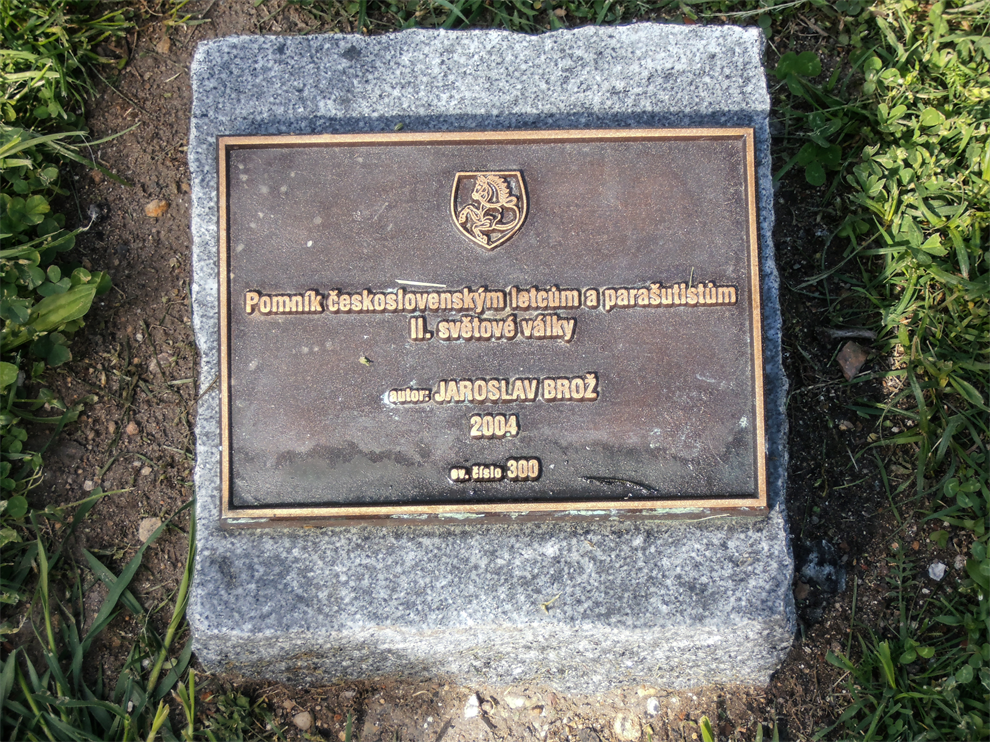 Pomník československým letcům a parašutistům
II. světové války
autor: JAROSLAV BROŽ
2004
ev. číslo 300